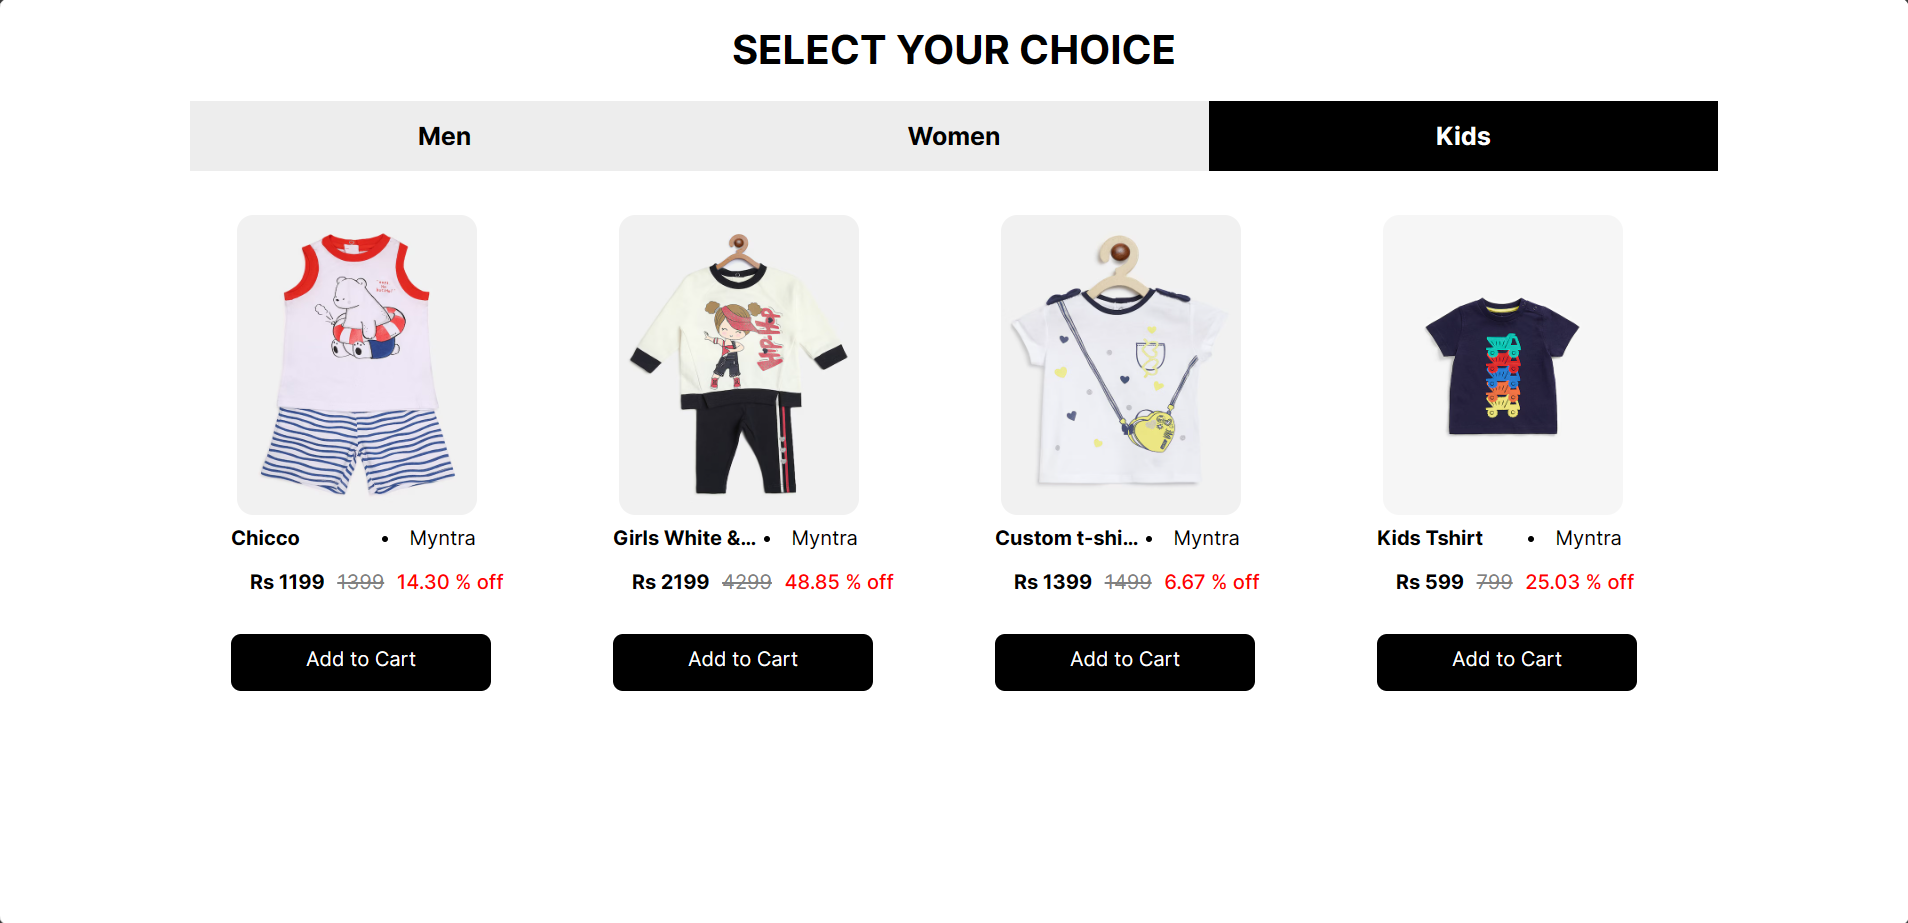 SELECT YOUR CHOICE
Men
Women
Kids
HIP-HOP
Chicco • Myntra
Rs 1199 1399 14.30 % off
Add to Cart
Girls White &... • Myntra
Rs 2199 4299 48.85 % off
Add to Cart
Custom t-shi... • Myntra
Rs 1399 1499 6.67 % off
Add to Cart
Kids Tshirt • Myntra
Rs 599 799 25.03 % off
Add to Cart